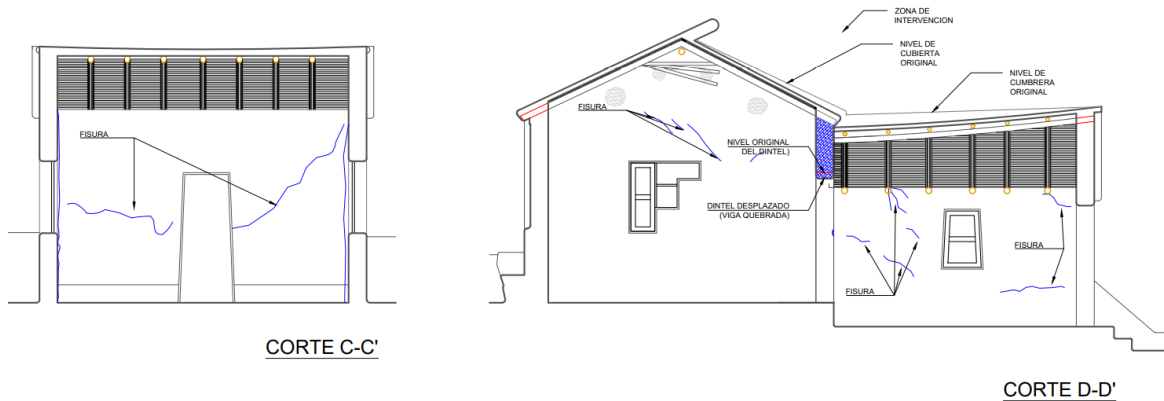 FISURA
CORTE C-C'
ZONA DE
INTERVENCION
NIVEL DE
CUBIERTA
ORIGINAL
NIVEL DE
CUMBRERA
ORIGINAL
FISURA
NIVEL ORIGINAL
DEL DINTEL)
DINTEL DESPLAZADO
(VIGA QUEBRADA)
FISURA
FISURA
CORTE D-D'